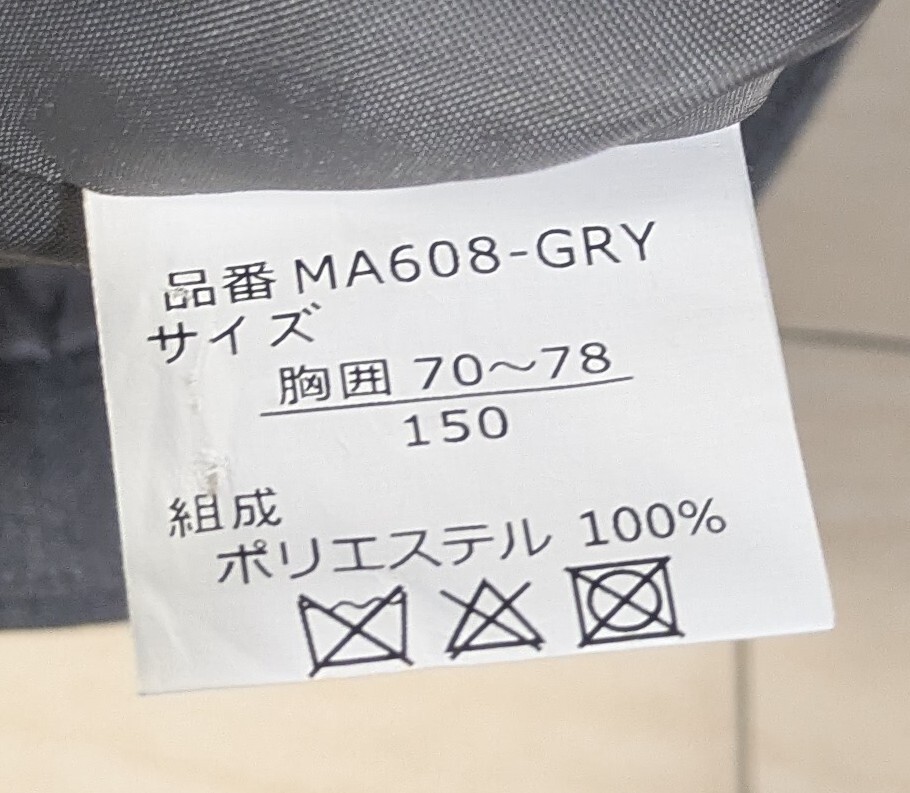 品番 MA608-GRY
サイズ
胸囲 70～78
150
組成
ポリエステル 100%